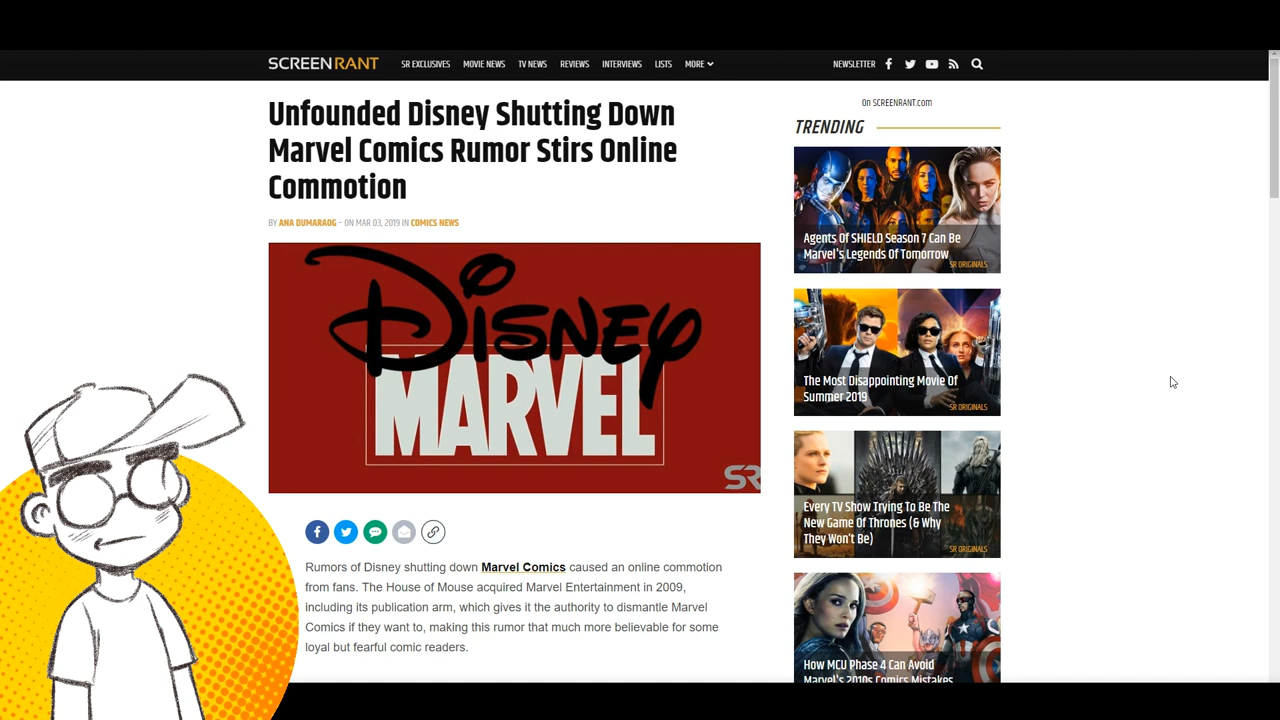 SCREENRANT SR EXCLUSIVES MOVIE NEWS TV NEWS REVIEWS INTERVIEWS LISTS MORE NEWSLETTER
Unfounded Disney Shutting Down
Marvel Comics Rumor Stirs Online
Commotion
BY ANA DUMARAOG – ON MAR 03, 2019 IN COMICS NEWS
DISNEY
MARVEL
SR
Rumors of Disney shutting down Marvel Comics caused an online commotion
from fans. The House of Mouse acquired Marvel Entertainment in 2009,
including its publication arm, which gives it the authority to dismantle Marvel
Comics if they want to, making this rumor that much more believable for some
loyal but fearful comic readers.
On SCREENRANT.com
TRENDING
Agents Of SHIELD Season 7 Can Be
Marvel's Legends Of Tomorrow
SR ORIGINALS
The Most Disappointing Movie Of
Summer 2019
SR ORIGINALS
Every TV Show Trying To Be The
New Game Of Thrones (& Why
They Won't Be)
SR ORIGINALS
How MCU Phase 4 Can Avoid
Marvel's 2010s Comics Mistakes